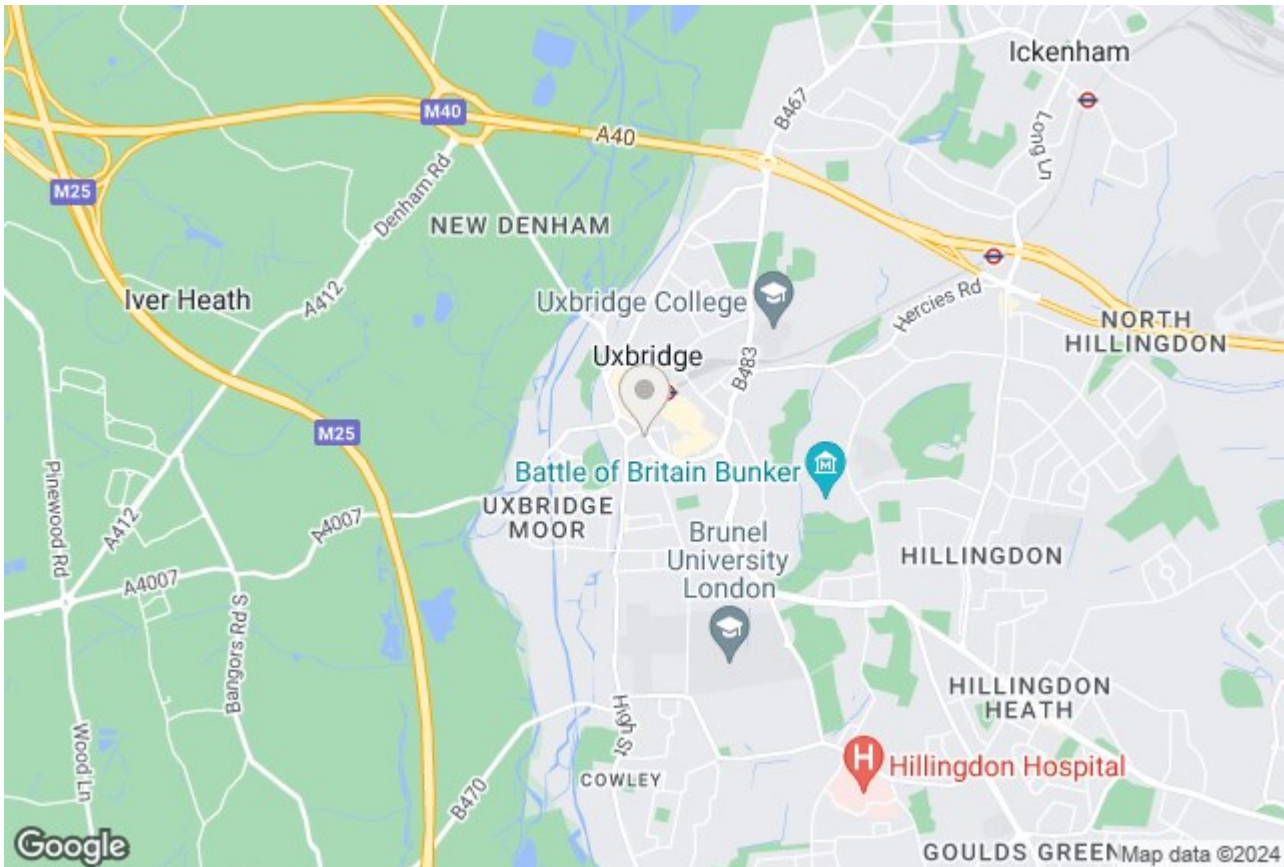 Ickenham
M40
B467
A40
Long Ln
M25
Denham Rd
NEW DENHAM
Iver Heath
A412
Uxbridge College
Hercies Rd
NORTH
HILLINGDON
Uxbridge
B483
M25
Pinewood Rd
A412
Battle of Britain Bunker
M
UXBRIDGE
MOOR
A4007
Brunel
University
London
HILLINGDON
A4007
Bangors Rd S
HILLINGDON
HEATH
High St
Wood Ln
COWLEY
H
Hillingdon Hospital
B470
Google
GOULDS GREEN
Map data ©2024